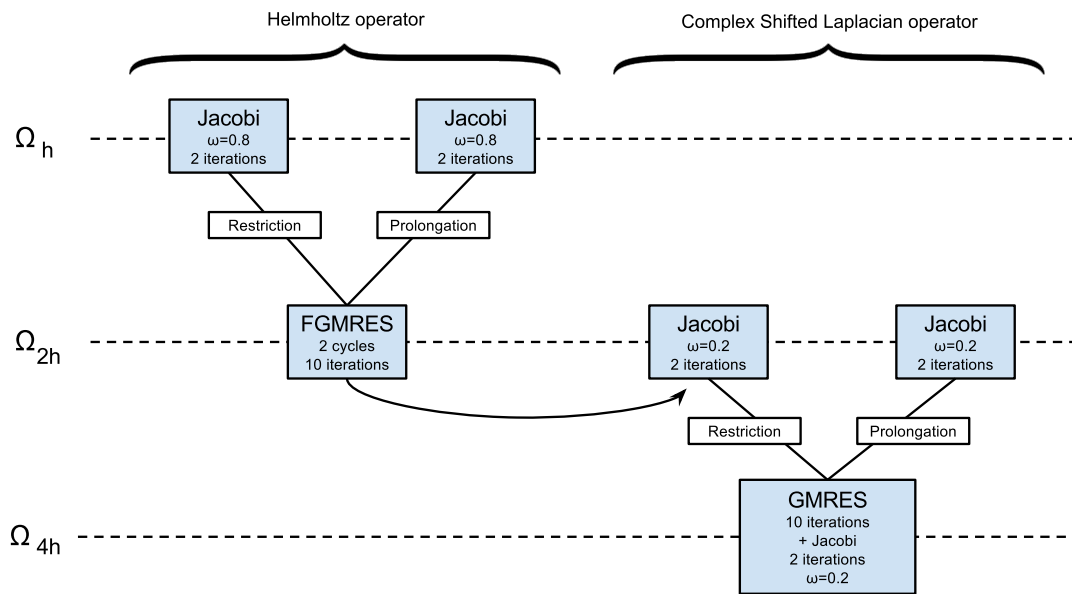 Helmholtz operator
Complex Shifted Laplacian operator
Ω h
Jacobi
ω=0.8
2 iterations
Jacobi
ω=0.8
2 iterations
Restriction
Prolongation
Ω 2h
FGMRES
2 cycles
10 iterations
Jacobi
ω=0.2
2 iterations
Jacobi
ω=0.2
2 iterations
Restriction
Prolongation
Ω 4h
GMRES
10 iterations
+ Jacobi
2 iterations
ω=0.2